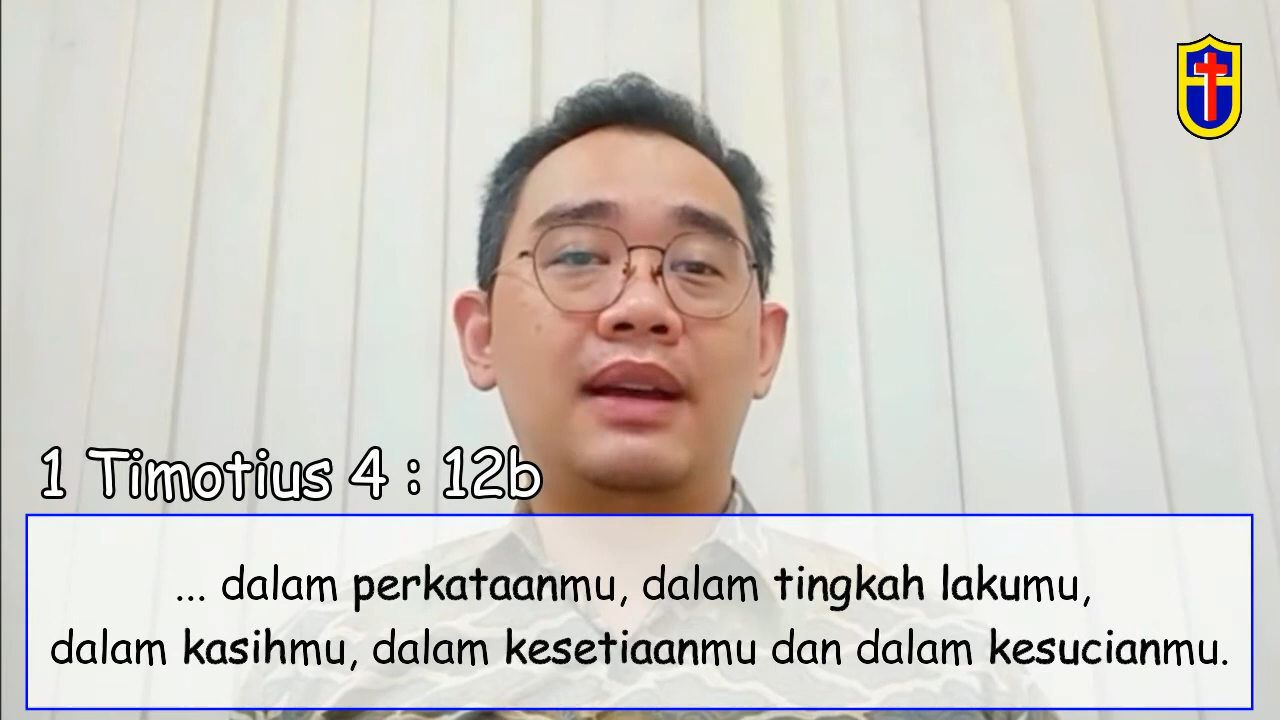 1 Timotius 4 : 12b
... dalam perkataanmu, dalam tingkah lakumu,
dalam kasihmu, dalam kesetiaanmu dan dalam kesucianmu.